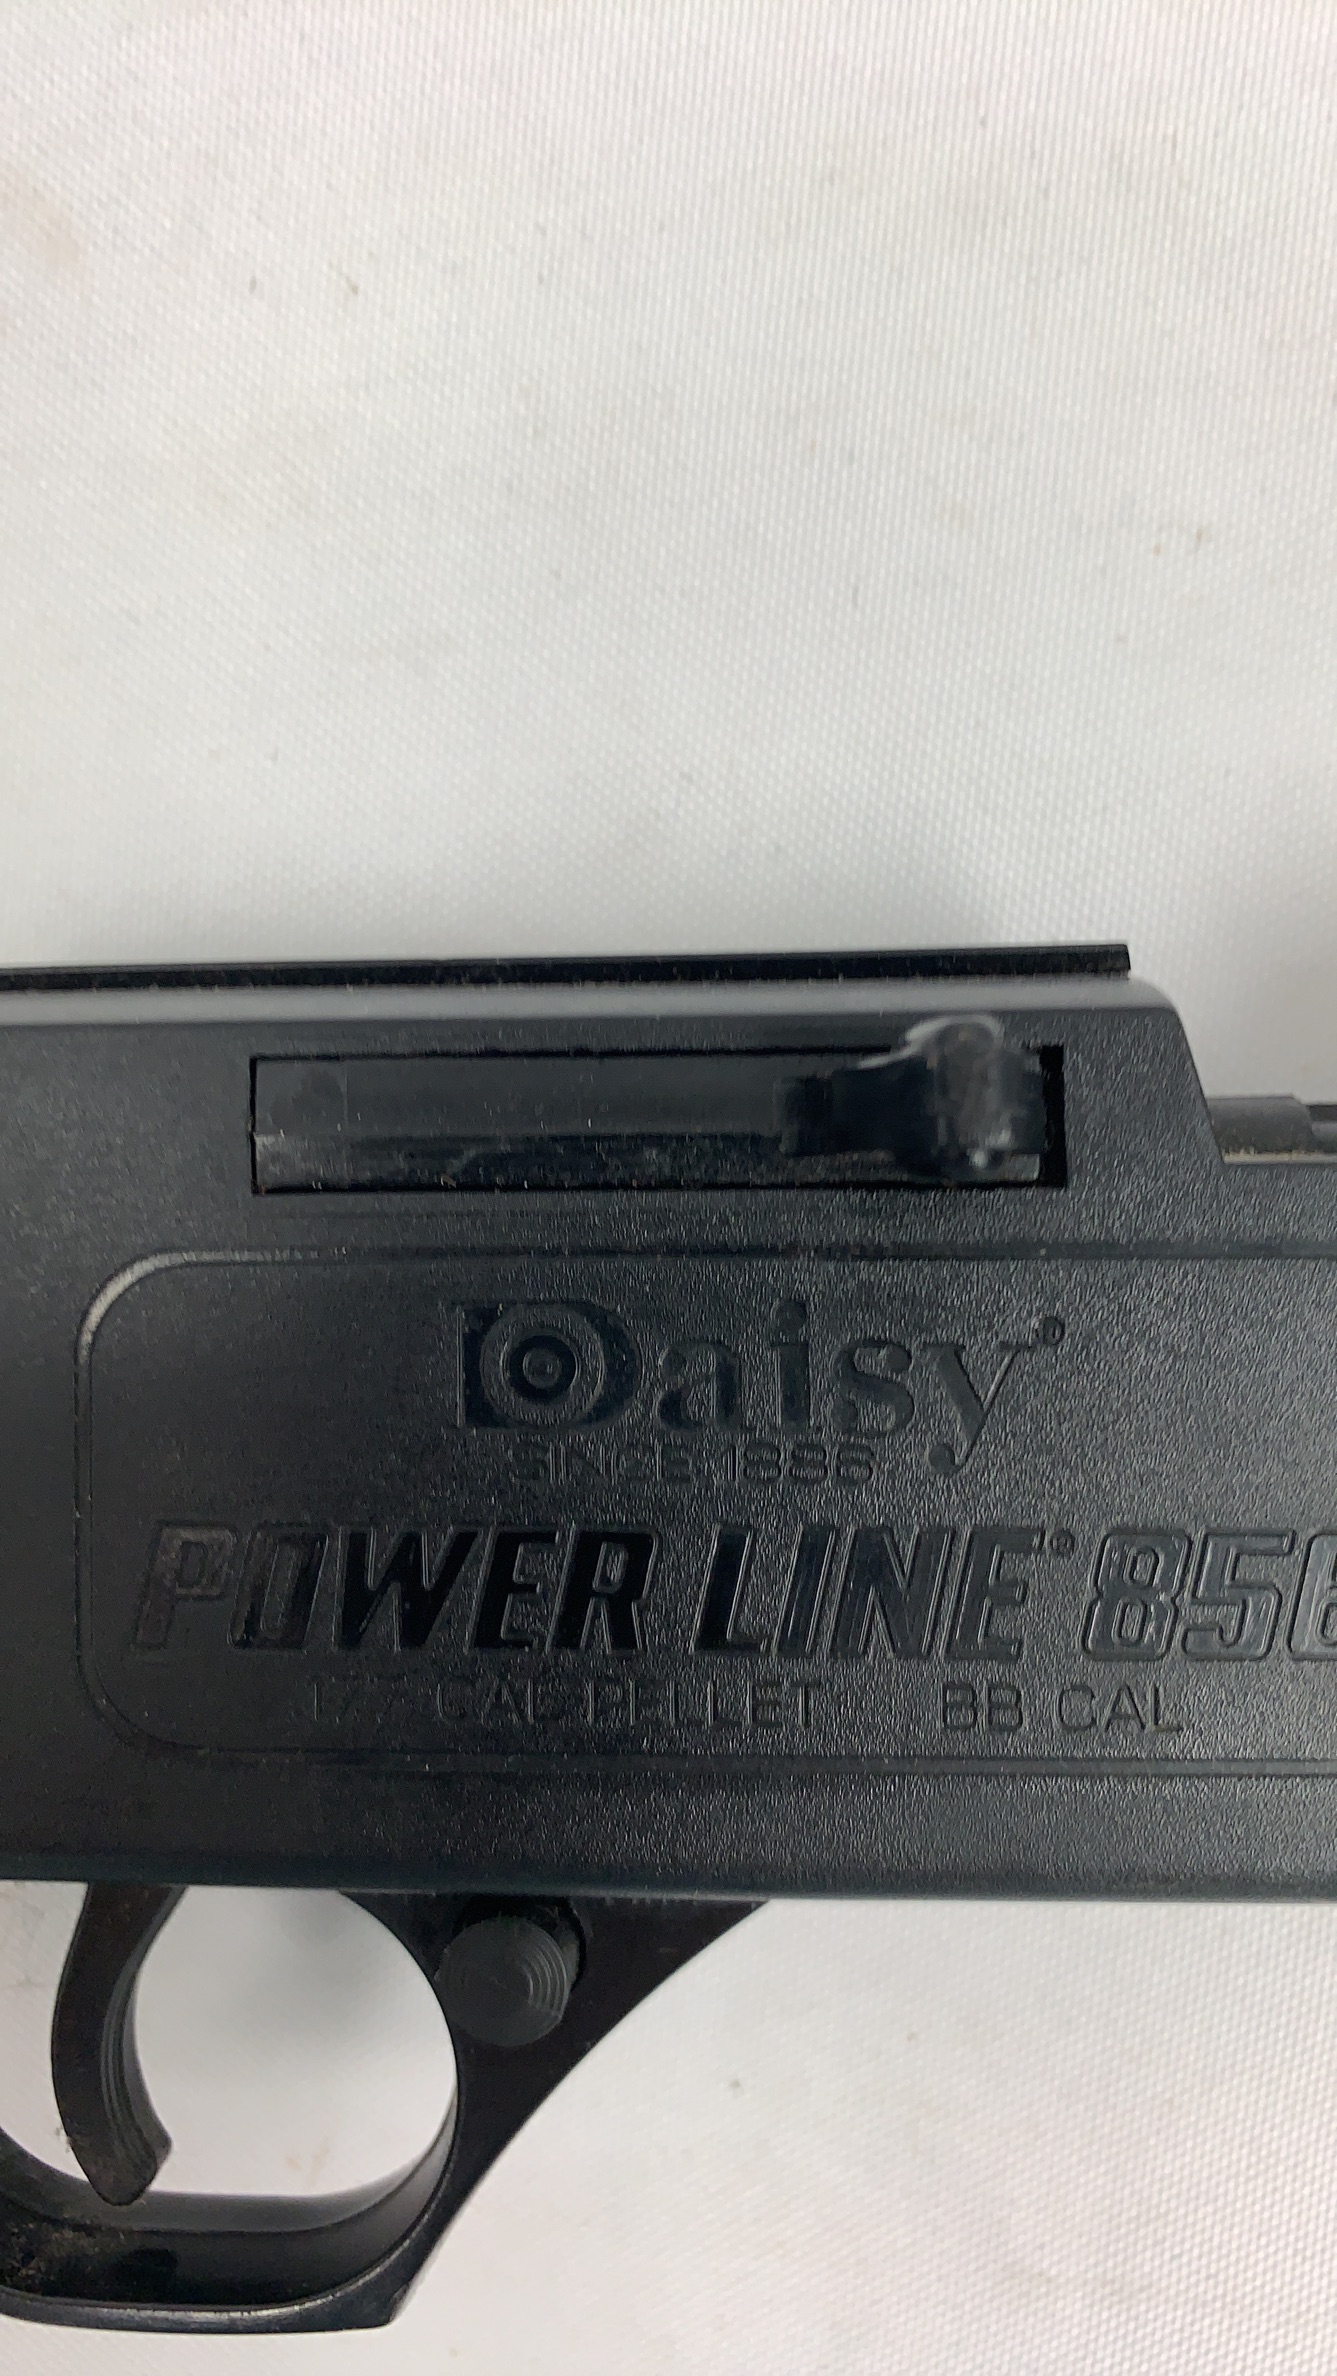 Daisy®
SINCE 1886
POWER LINE® 856
.177 CAL PELLET BB CAL